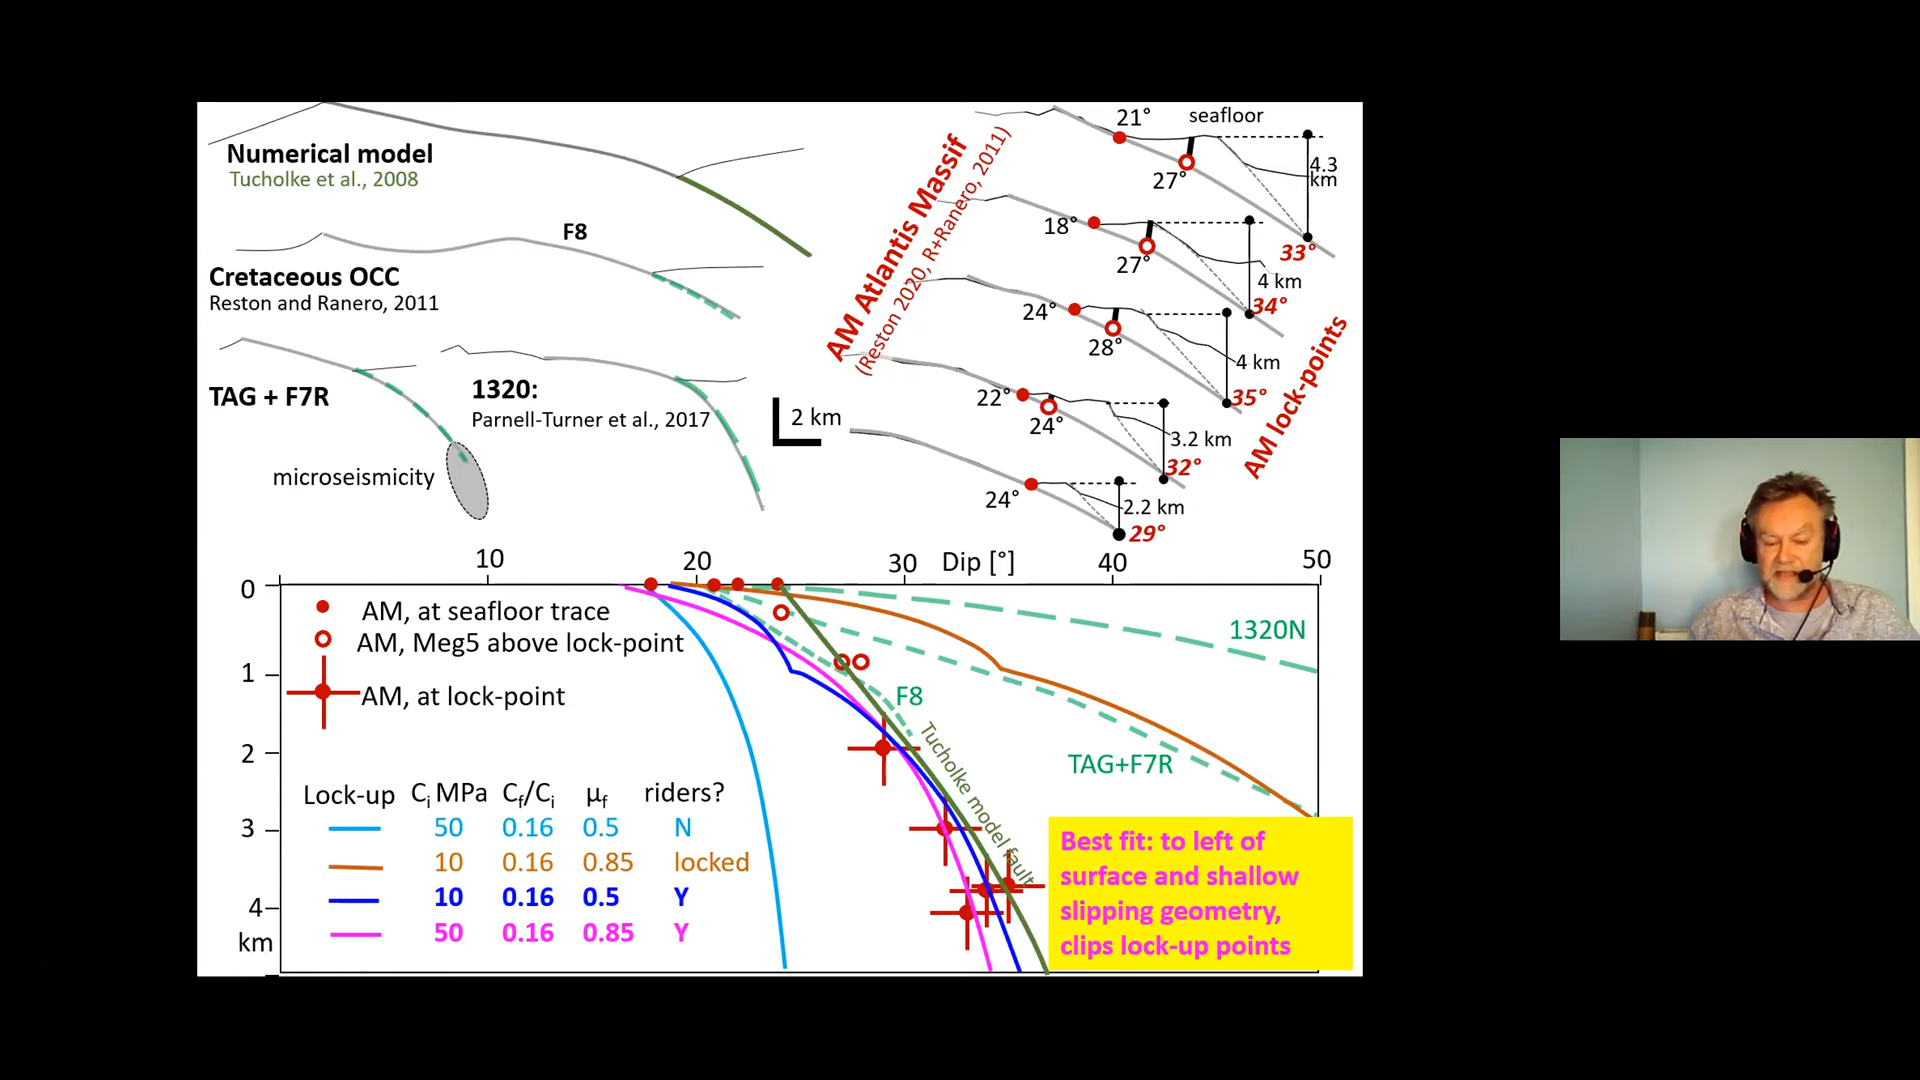 Numerical model
Tucholke et al., 2008
F8
Cretaceous OCC
Reston and Ranero, 2011
TAG + F7R
1320:
Parnell-Turner et al., 2017
microseismicity
2 km
AM Atlantis Massif
(Reston 2020, R+Ranero, 2011)
21°
seafloor
4.3
km
27°
33°
18°
27°
4 km
34°
24°
28°
4 km
35°
22°
24°
3.2 km
32°
24°
2.2 km
29°
AM lock-points
10
20
30
Dip [°]
40
50
0
1
2
3
4
km
AM, at seafloor trace
AM, Meg5 above lock-point
AM, at lock-point
1320N
F8
TAG+F7R
Tucholke model fault
Lock-up Ci MPa Cf/Ci μf riders?
50 0.16 0.5 N
10 0.16 0.85 locked
10 0.16 0.5 Y
50 0.16 0.85 Y
Best fit: to left of
surface and shallow
slipping geometry,
clips lock-up points